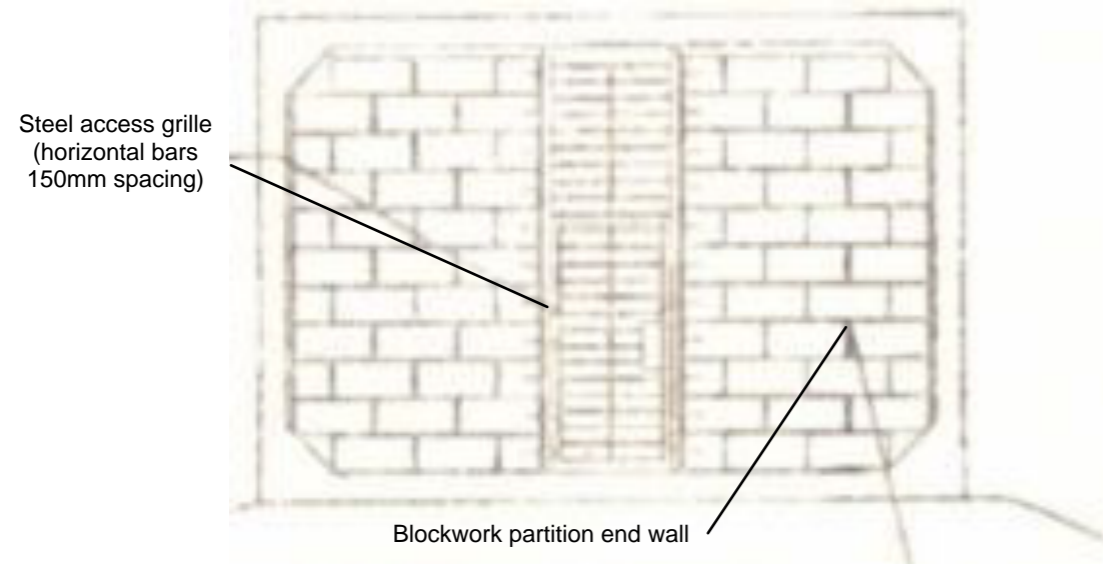 Steel access grille
(horizontal bars
150mm spacing)
Blockwork partition end wall